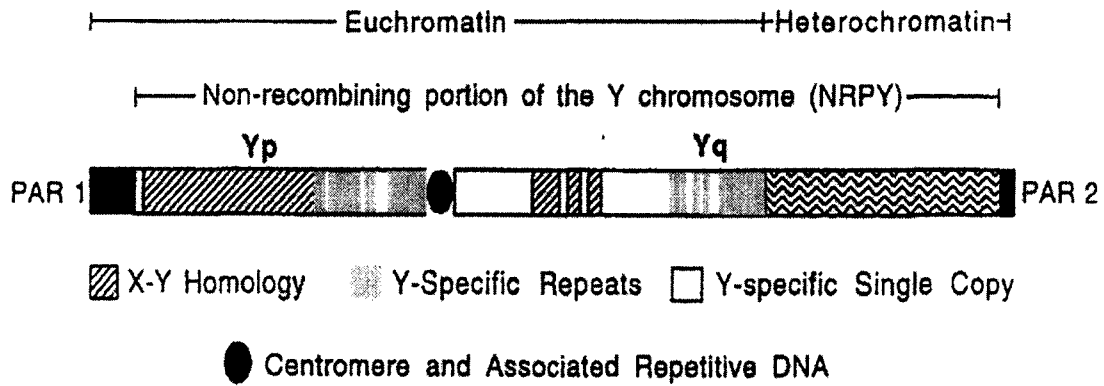 Euchromatin Heterochromatin
Non-recombining portion of the Y chromosome (NRPY)
Yp Yq
PAR 1 PAR 2
X-Y Homology Y-Specific Repeats Y-specific Single Copy
Centromere and Associated Repetitive DNA